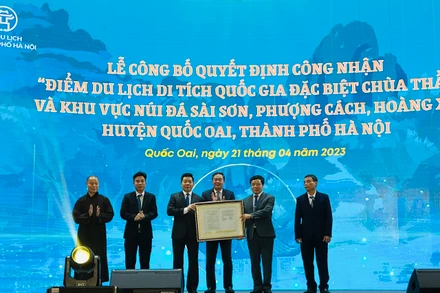 DU LỊCH
PHỐ HÀ NỘI
LỄ CÔNG BỐ QUYẾT ĐỊNH CÔNG NHẬN
“ĐIỂM DU LỊCH DI TÍCH QUỐC GIA ĐẶC BIỆT CHÙA THẦ
VÀ KHU VỰC NÚI ĐÁ SÀI SƠN, PHƯỢNG CÁCH, HOÀNG X
HUYỆN QUỐC OAI, THÀNH PHỐ HÀ NỘI
Quốc Oai, ngày 21 tháng 04 năm 2023